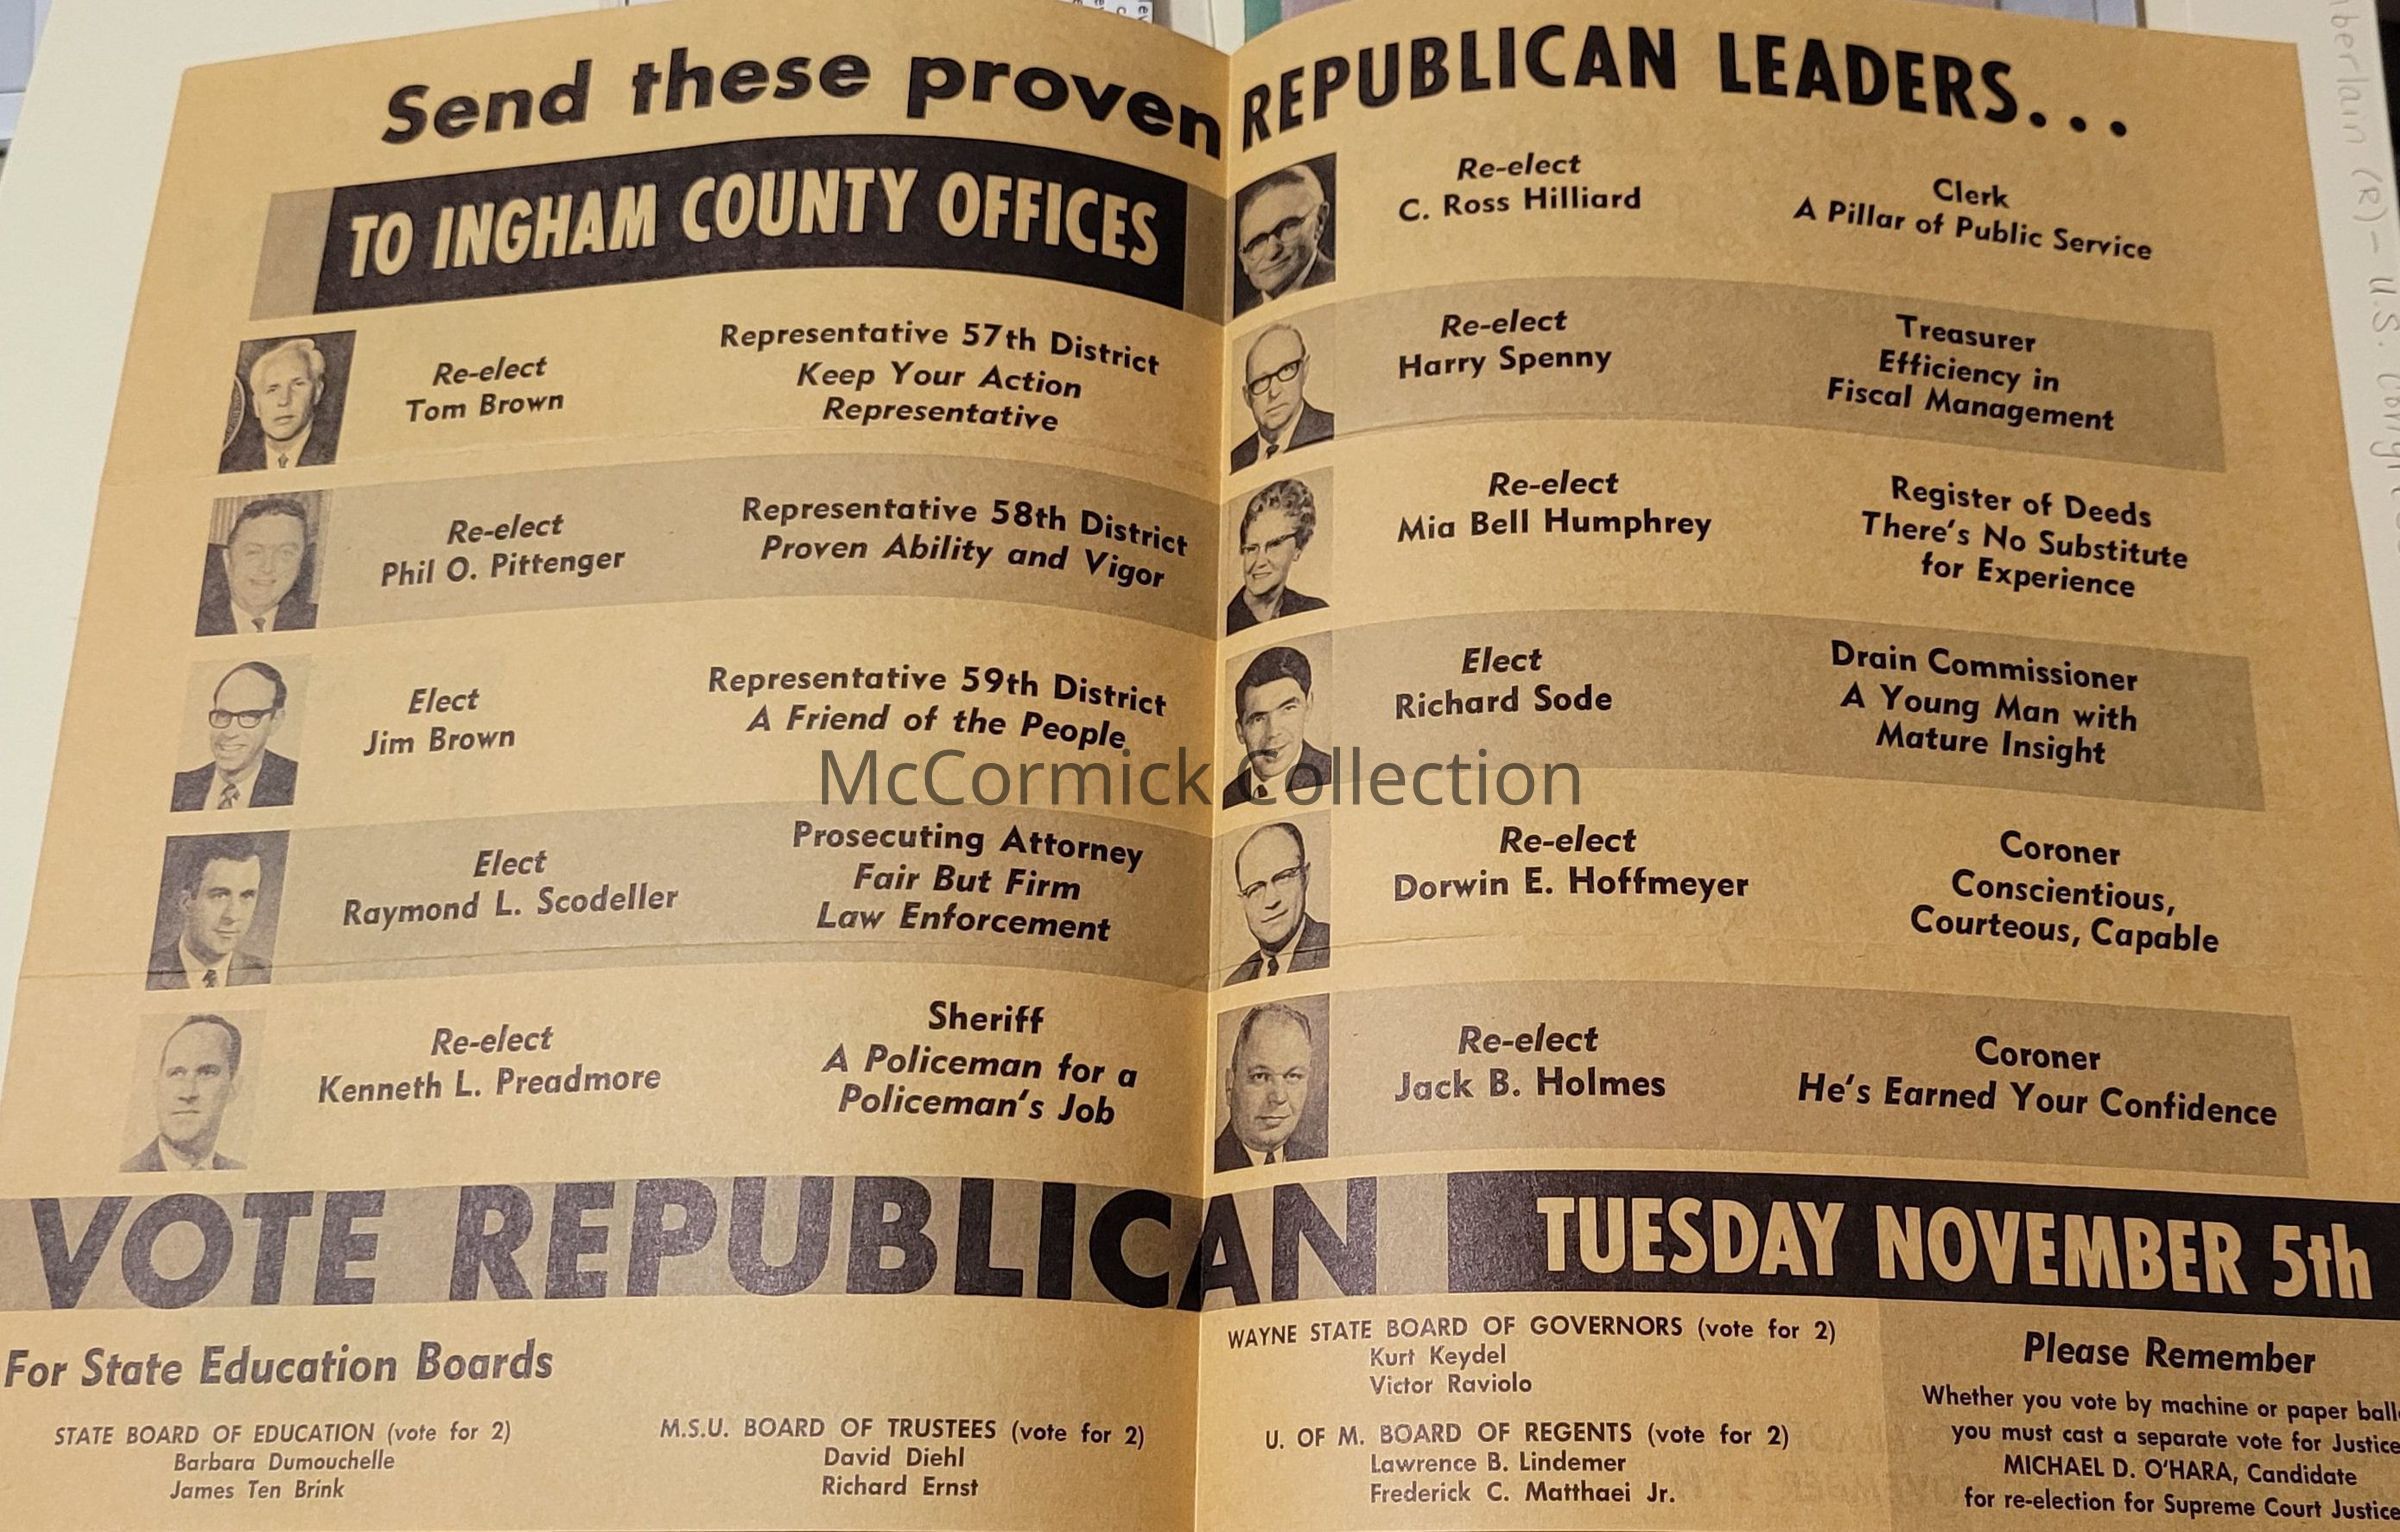 Send these proven REPUBLICAN LEADERS...
TO INGHAM COUNTY OFFICES
Re-elect
Tom Brown
Representative 57th District
Keep Your Action
Representative
Re-elect
Phil O. Pittenger
Representative 58th District
Proven Ability and Vigor
Elect
Jim Brown
Representative 59th District
A Friend of the People
Elect
Raymond L. Scodeller
Prosecuting Attorney
Fair But Firm
Law Enforcement
Re-elect
Kenneth L. Preadmore
Sheriff
A Policeman for a
Policeman's Job
Re-elect
C. Ross Hilliard
Clerk
A Pillar of Public Service
Re-elect
Harry Spenny
Treasurer
Efficiency in
Fiscal Management
Re-elect
Mia Bell Humphrey
Register of Deeds
There's No Substitute
for Experience
Elect
Richard Sode
Drain Commissioner
A Young Man with
Mature Insight
Re-elect
Dorwin E. Hoffmeyer
Coroner
Conscientious,
Courteous, Capable
Re-elect
Jack B. Holmes
Coroner
He's Earned Your Confidence
McCormick Collection
VOTE REPUBLICAN TUESDAY NOVEMBER 5th
For State Education Boards
STATE BOARD OF EDUCATION (vote for 2)
Barbara Dumouchelle
James Ten Brink
M.S.U. BOARD OF TRUSTEES (vote for 2)
David Diehl
Richard Ernst
WAYNE STATE BOARD OF GOVERNORS (vote for 2)
Kurt Keydel
Victor Raviolo
U. OF M. BOARD OF REGENTS (vote for 2)
Lawrence B. Lindemer
Frederick C. Matthaei Jr.
Please Remember
Whether you vote by machine or paper
you must cast a separate vote for Justice
MICHAEL D. O'HARA, Candidate
for re-election for Supreme Court Justice
(R) - U.S.